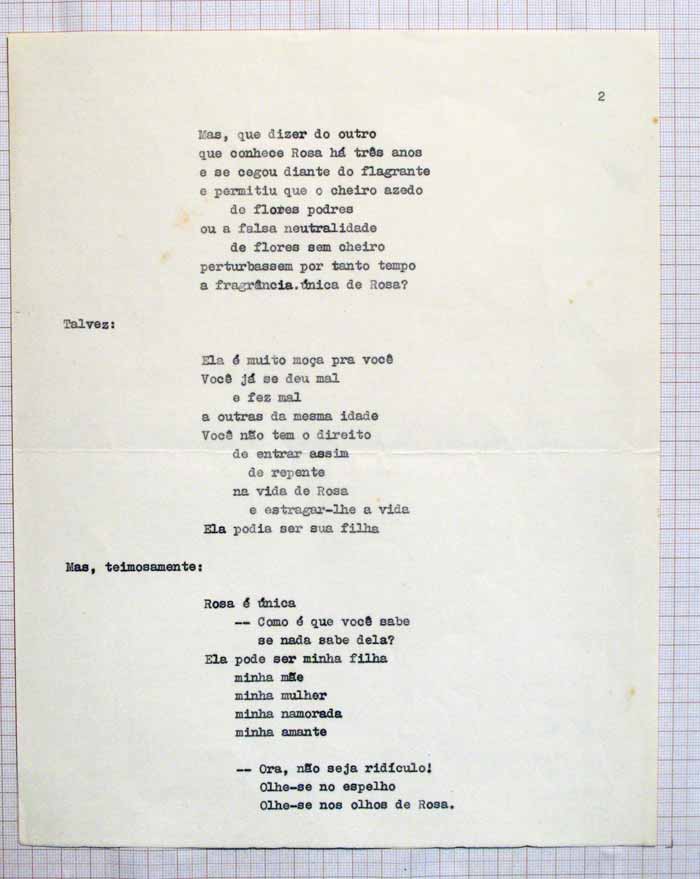 2
Mas, que dizer do outro
que conhece Rosa há três anos
e se cegou diante do flagrante
e permitiu que o cheiro azedo
de flores podres
ou a falsa neutralidade
de flores sem cheiro
perturbassem por tanto tempo
a fragrância.única de Rosa?
Talvez:
Ela é muito moça pra você
Você já se deu mal
e fez mal
a outras da mesma idade
Você não tem o direito
de entrar assim
de repente
na vida de Rosa
e estragar-lhe a vida
Ela podia ser sua filha
Mas, teimosamente:
Rosa é única
-- Como é que você sabe
se nada sabe dela?
Ela pode ser minha filha
minha mãe
minha mulher
minha namorada
minha amante
-- Ora, não seja ridículo!
Olhe-se no espelho
Olhe-se nos olhos de Rosa.